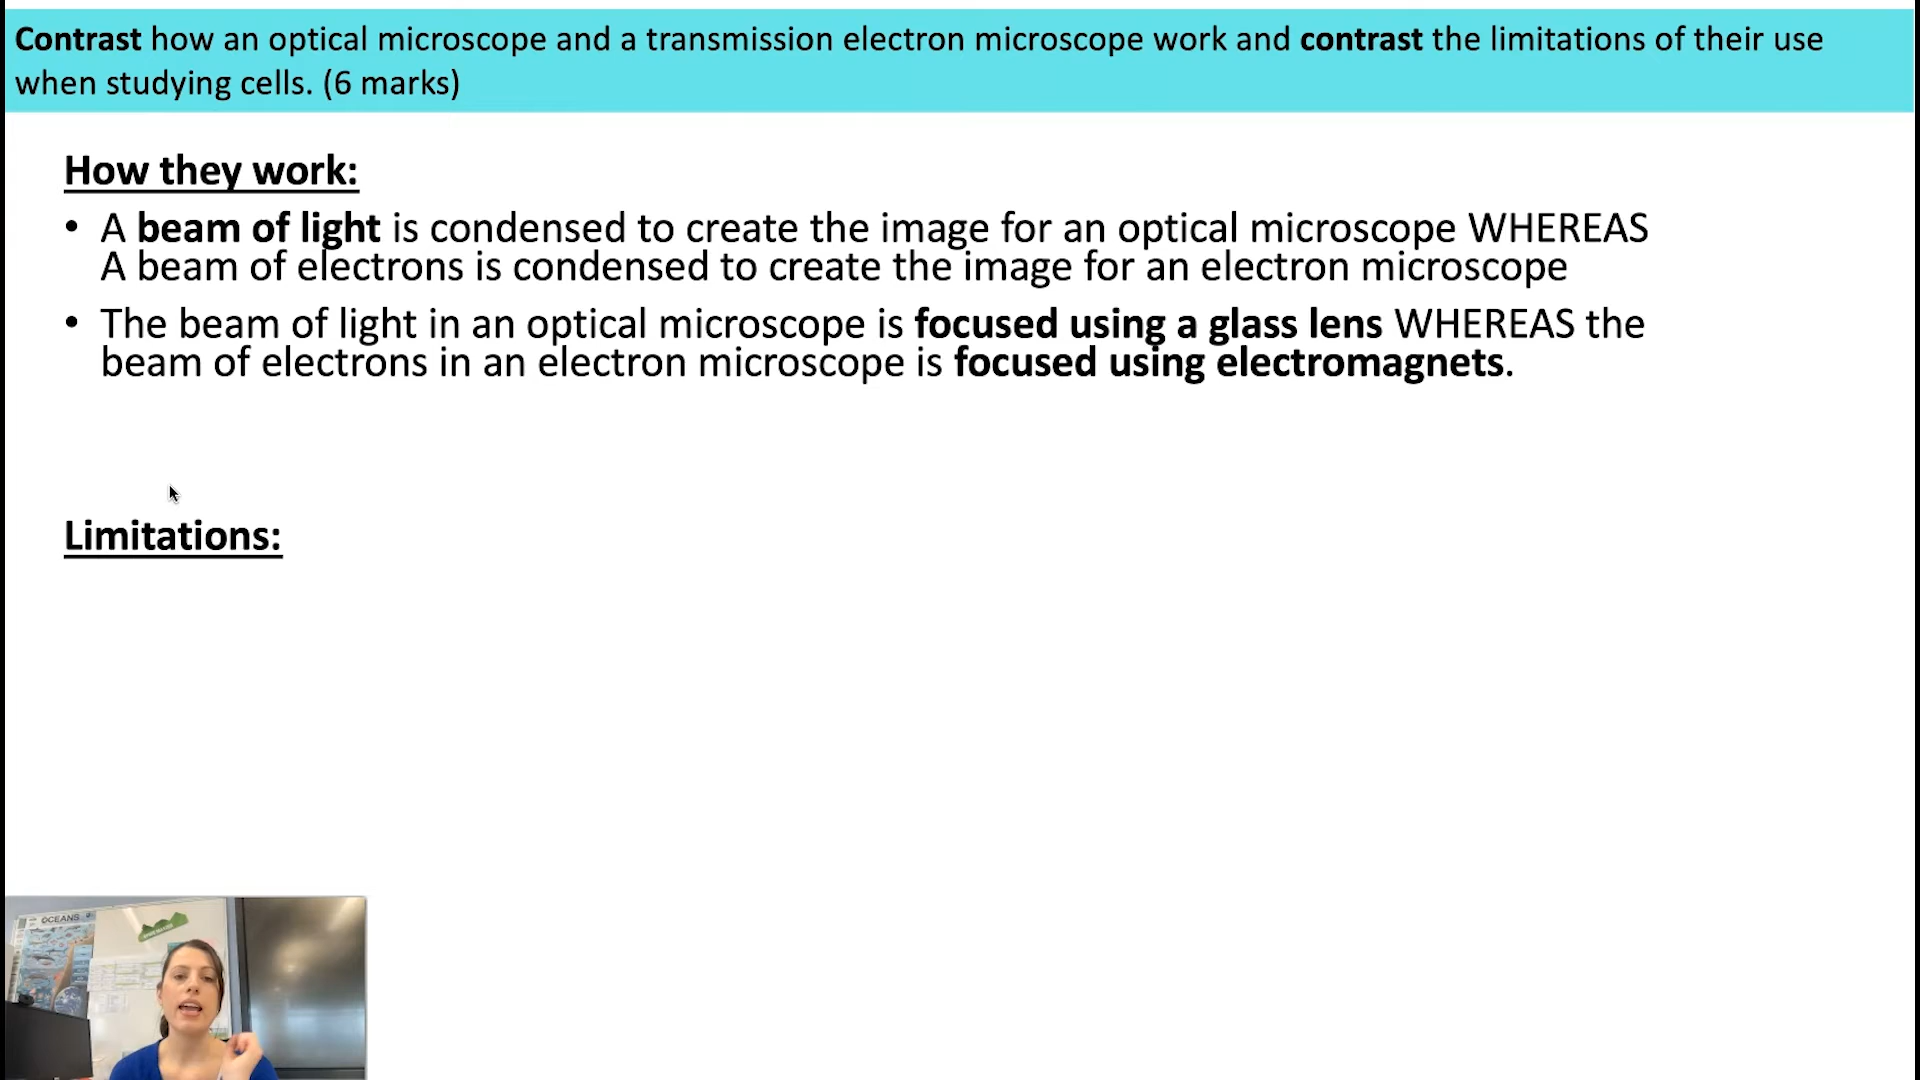 Contrast how an optical microscope and a transmission electron microscope work and contrast the limitations of their use
when studying cells. (6 marks)
How they work:
• A beam of light is condensed to create the image for an optical microscope WHEREAS
A beam of electrons is condensed to create the image for an electron microscope
• The beam of light in an optical microscope is focused using a glass lens WHEREAS the
beam of electrons in an electron microscope is focused using electromagnets.
Limitations:
OCEANS